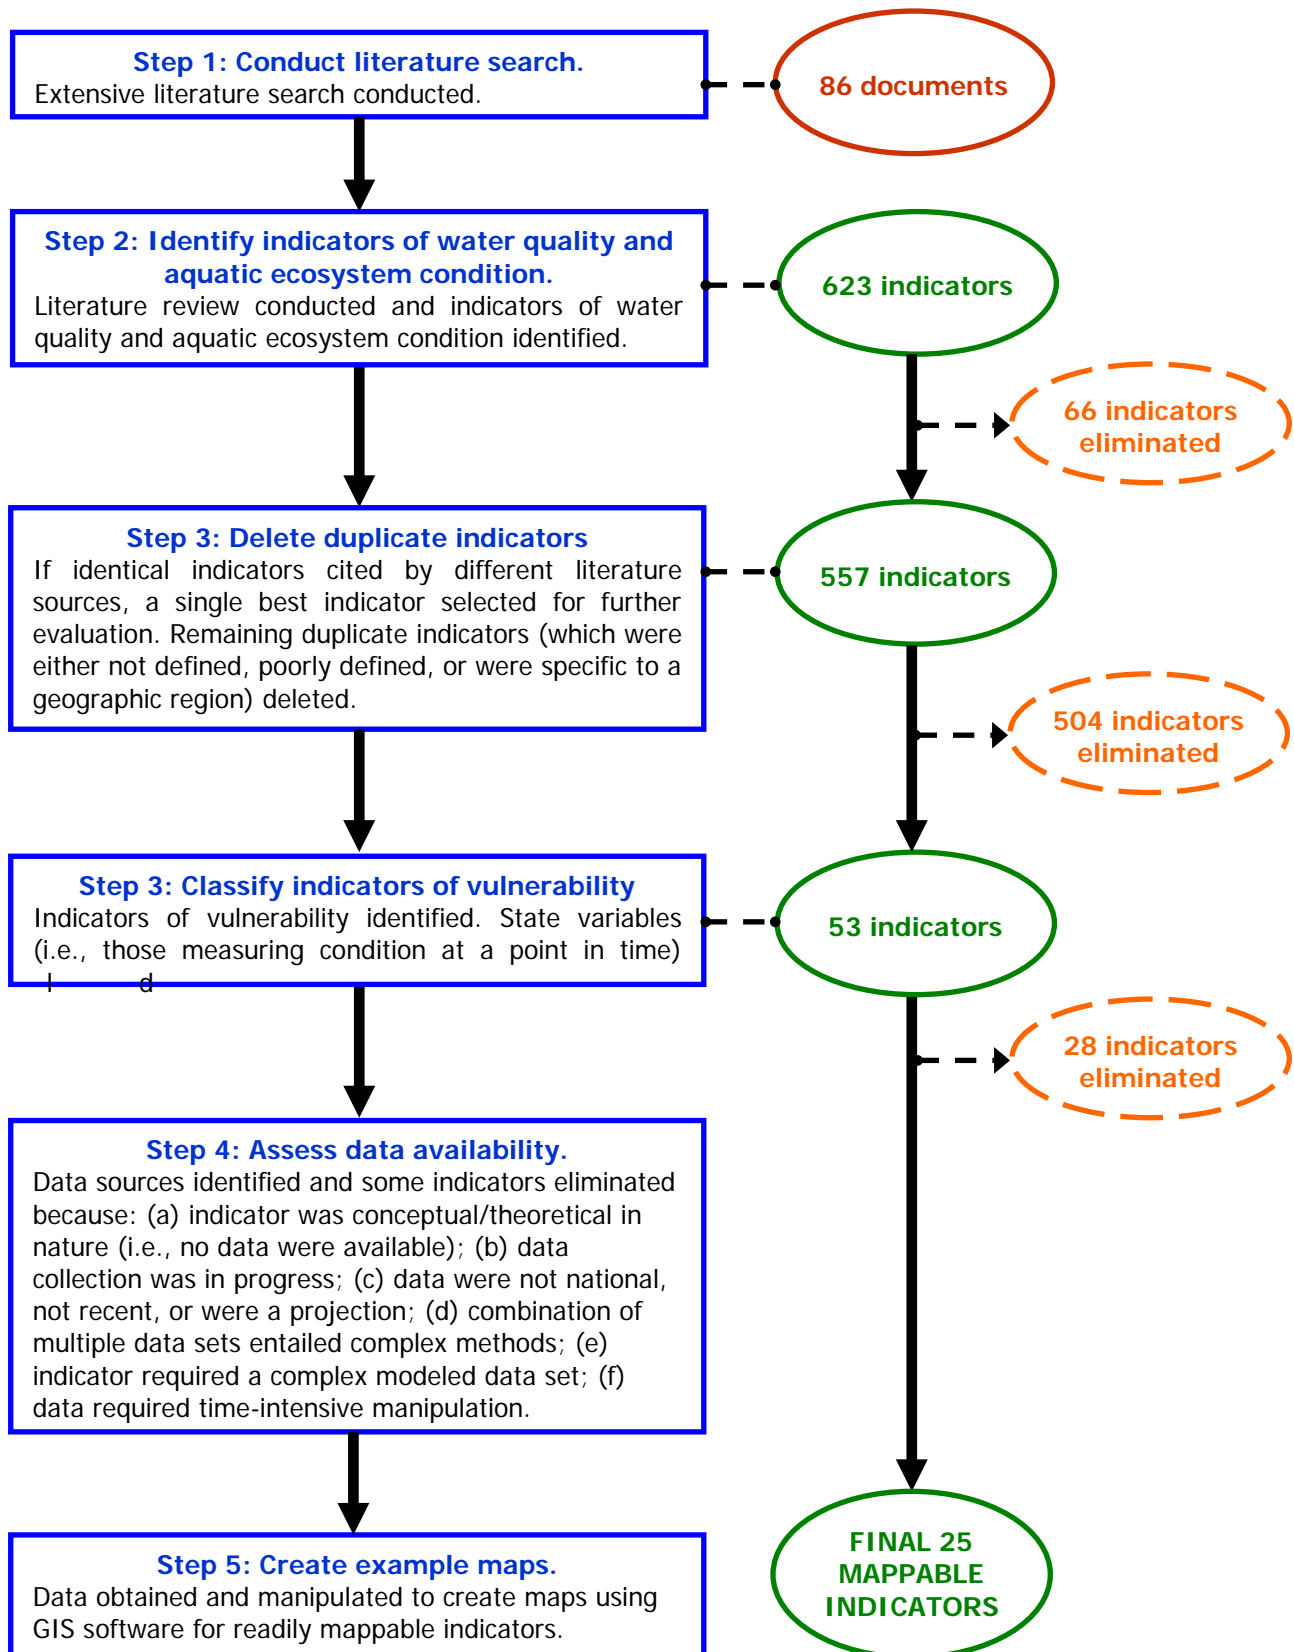 Step 1: Conduct literature search.
Extensive literature search conducted.
86 documents
Step 2: Identify indicators of water quality and
aquatic ecosystem condition.
Literature review conducted and indicators of water
quality and aquatic ecosystem condition identified.
623 indicators
66 indicators
eliminated
Step 3: Delete duplicate indicators
If identical indicators cited by different literature
sources, a single best indicator selected for further
evaluation. Remaining duplicate indicators (which were
either not defined, poorly defined, or were specific to a
geographic region) deleted.
557 indicators
504 indicators
eliminated
Step 3: Classify indicators of vulnerability
Indicators of vulnerability identified. State variables
(i.e., those measuring condition at a point in time)
53 indicators
28 indicators
eliminated
Step 4: Assess data availability.
Data sources identified and some indicators eliminated
because: (a) indicator was conceptual/theoretical in
nature (i.e., no data were available); (b) data
collection was in progress; (c) data were not national,
not recent, or were a projection; (d) combination of
multiple data sets entailed complex methods; (e)
indicator required a complex modeled data set; (f)
data required time-intensive manipulation.
Step 5: Create example maps.
Data obtained and manipulated to create maps using
GIS software for readily mappable indicators.
FINAL 25
MAPPABLE
INDICATORS